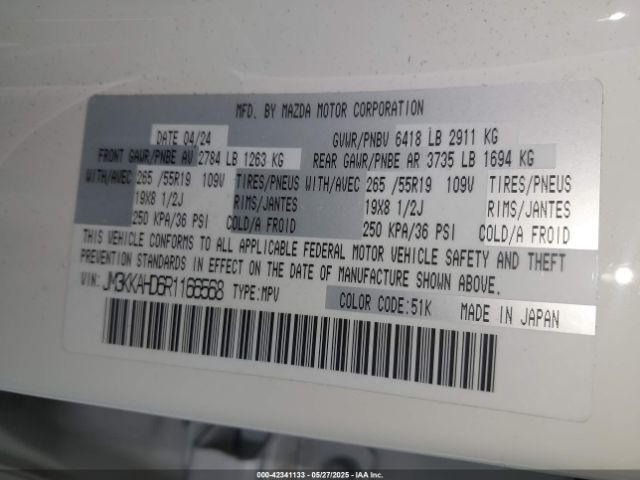 MFD. BY MAZDA MOTOR CORPORATION
DATE 04/24 GVWR/PNBV 6418 LB 2911 KG
FRONT GAWR/PNBE AV 2784 LB 1263 KG REAR GAWR/PNBE AR 3735 LB 1694 KG
WITH/AVEC 265 /55R19 109V TIRES/PNEUS WITH/AVEC 265 /55R19 109V TIRES/PNEUS
19X8 1/2J RIMS/JANTES 19X8 1/2J RIMS/JANTES
250 KPA/36 PSI COLD/A FROID 250 KPA/36 PSI COLD/A FROID
THIS VEHICLE CONFORMS TO ALL APPLICABLE FEDERAL MOTOR VEHICLE SAFETY AND THEFT
PREVENTION STANDARDS IN EFFECT ON THE DATE OF MANUFACTURE SHOWN ABOVE.
VIN: JM3KKAHD6R1166568 TYPE:MPV COLOR CODE:51K MADE IN JAPAN
000-42341133 - 05/27/2025 - IAA Inc.